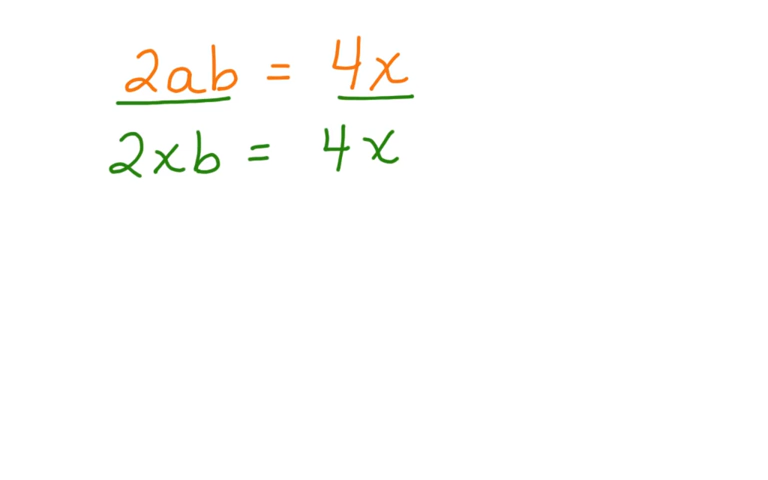 2ab = 4x
2xb = 4x